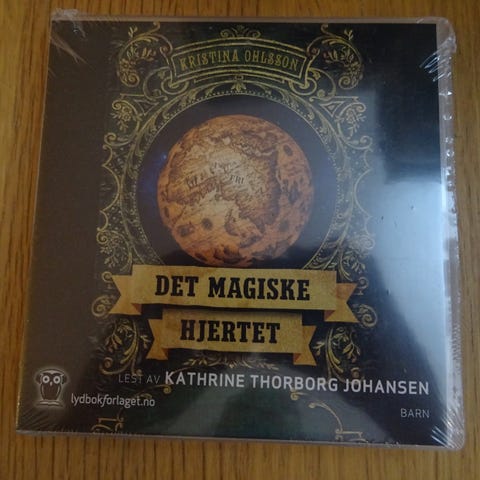 KRISTINA OHLSSON
DET MAGISKE
HJERTET
LEST AV KATHRINE THORBORG JOHANSEN
lydbokforlaget.no
BARN